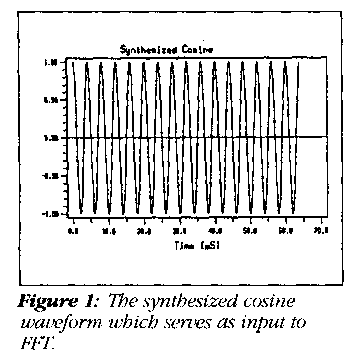 Synthesized Cosine
1.00
0.50
0.00
-0.50
-1.00
0.0 10.0 20.0 30.0 40.0 50.0 60.0 70.0
Time [µS]
Figure 1: The synthesized cosine
waveform which serves as input to
FFT.